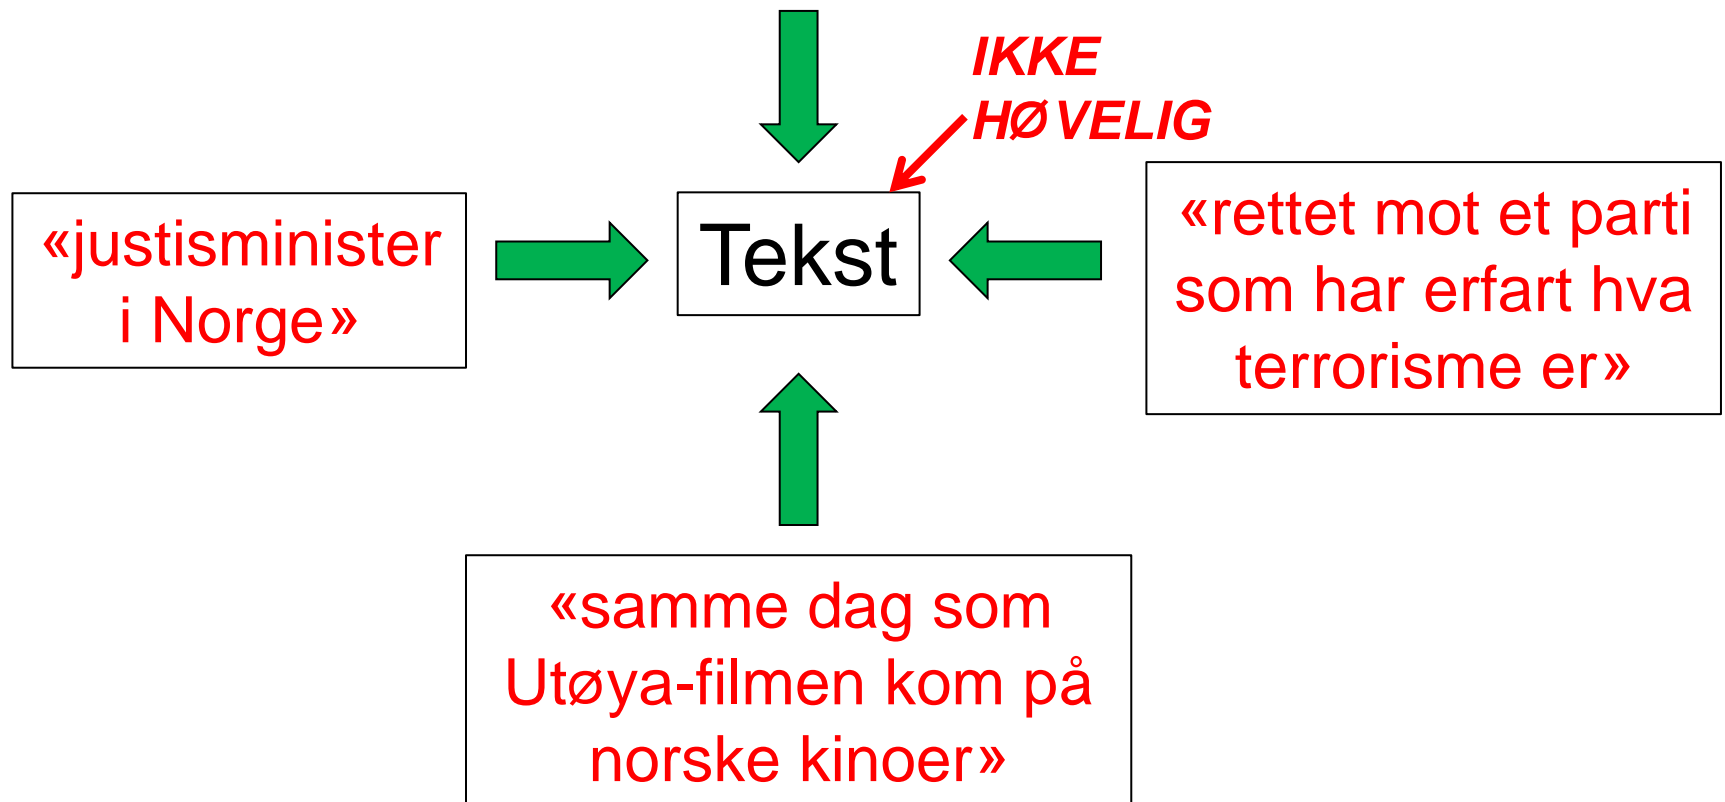 IKKE
HØVELIG
«justisminister
i Norge»
Tekst
«rettet mot et parti
som har erfart hva
terrorisme er»
«samme dag som
Utøya-filmen kom på
norske kinoer»